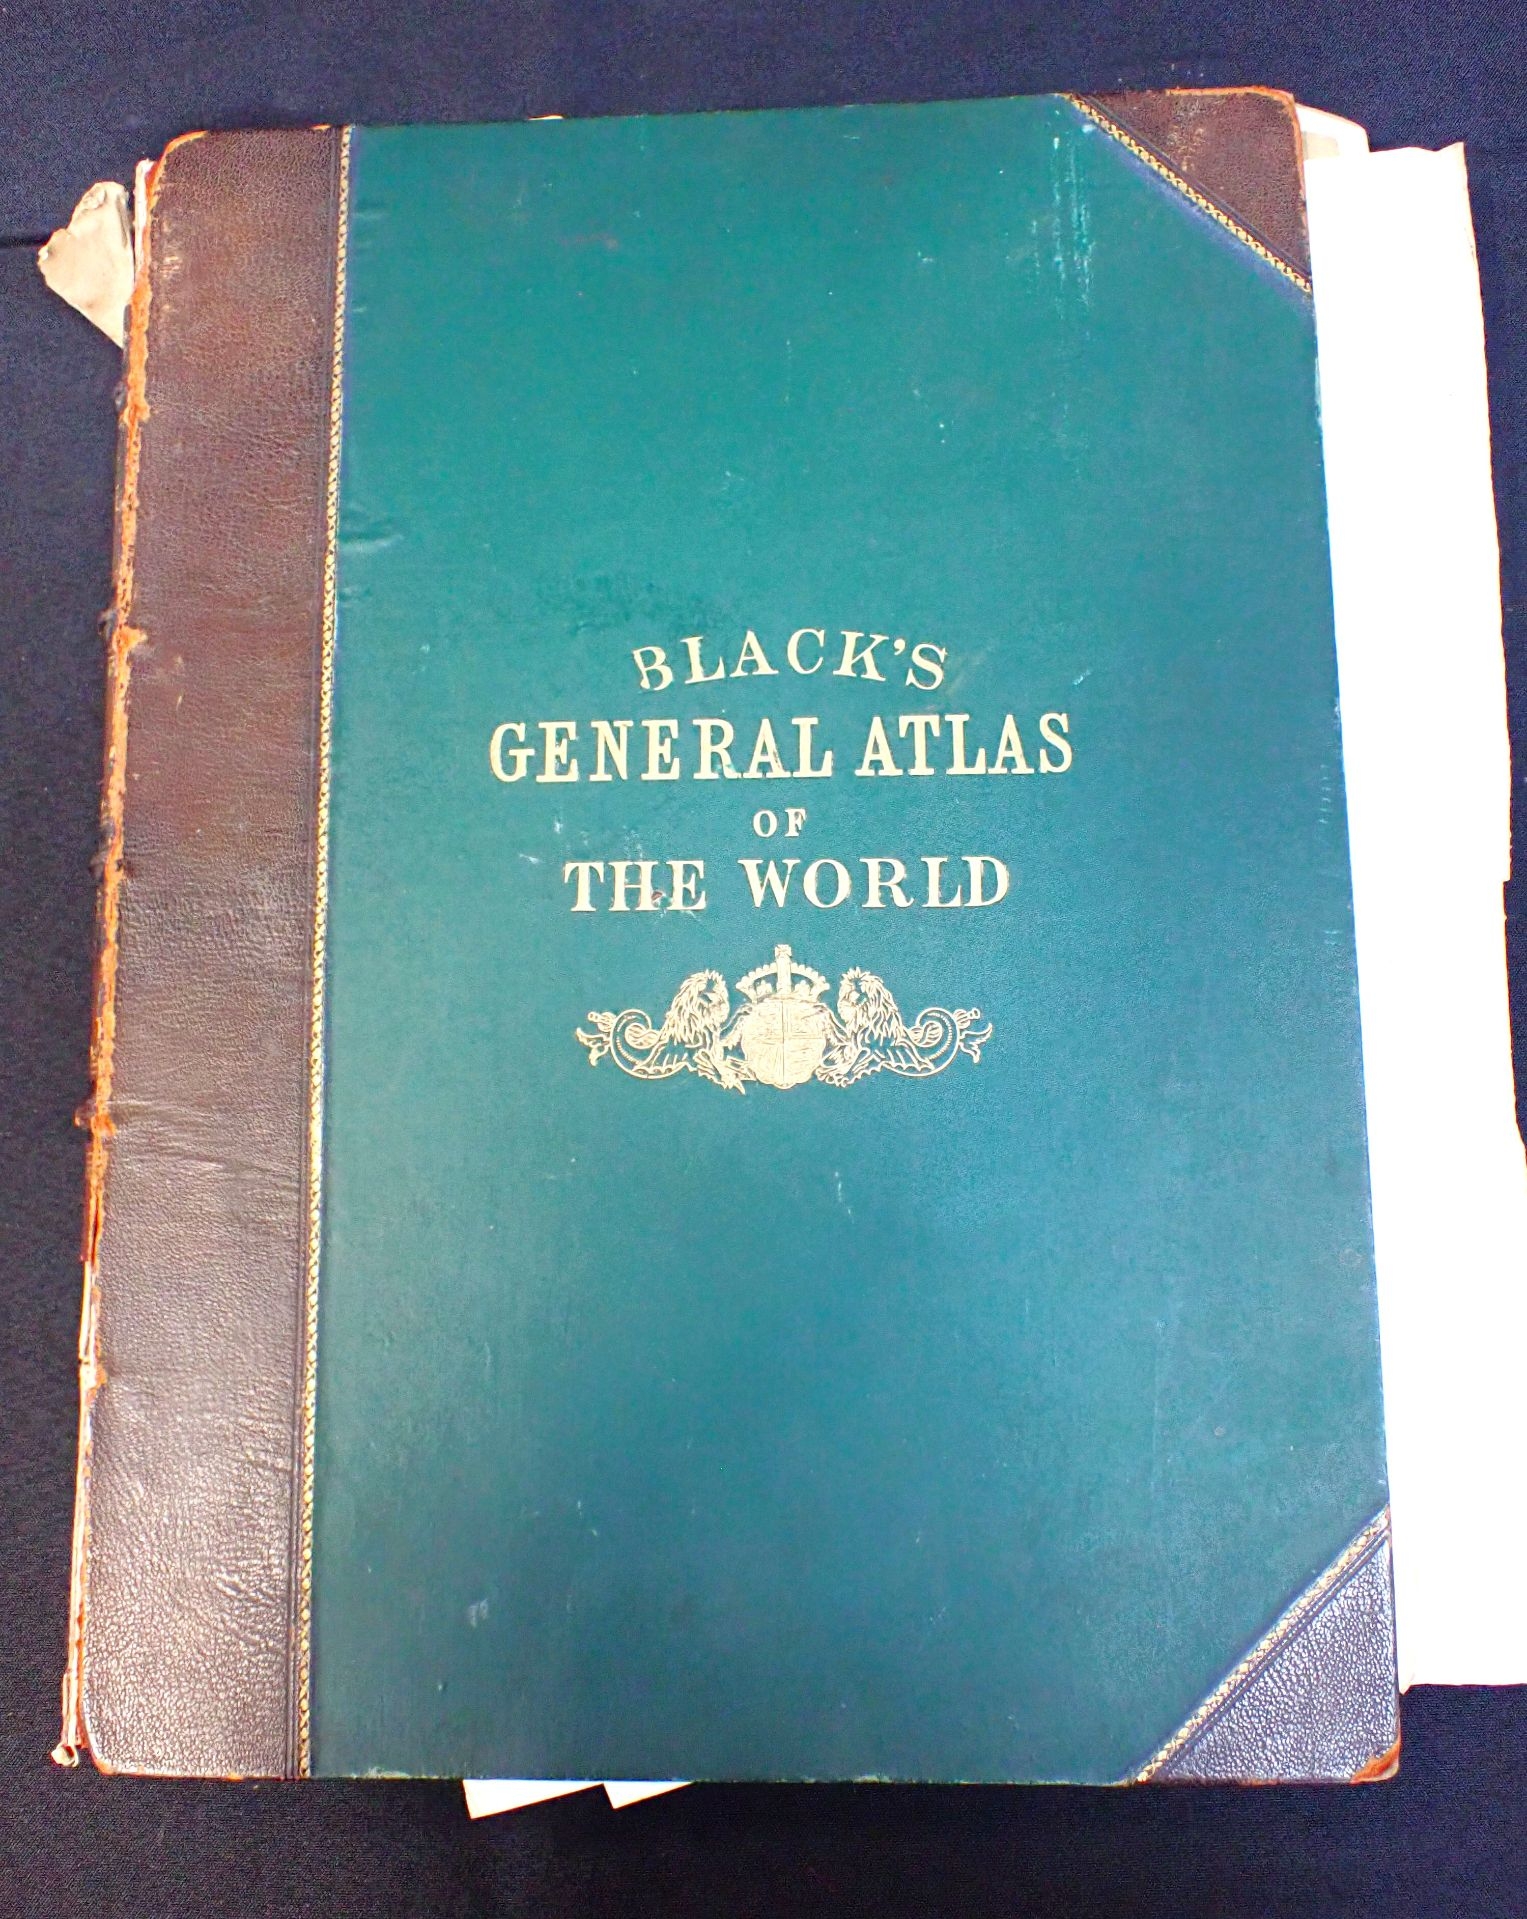 BLACK'S
GENERAL ATLAS
OF
THE WORLD